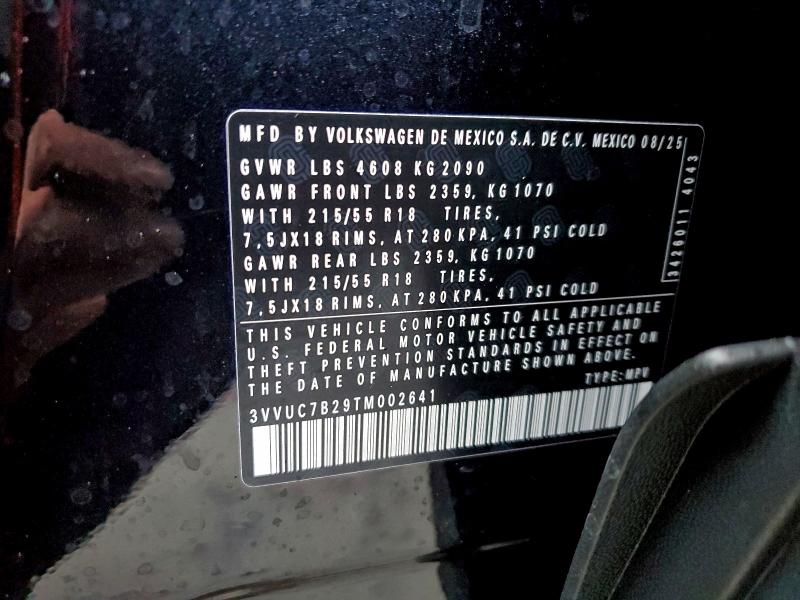 MFD BY VOLKSWAGEN DE MEXICO S.A. DE C.V. MEXICO 08/25
GVWR LBS 4608 KG 2090
GAWR FRONT LBS 2359, KG 1070
WITH 215/55 R18 TIRES,
7,5JX18 RIMS, AT 280 KPA, 41 PSI COLD
GAWR REAR LBS 2359, KG 1070
WITH 215/55 R18 TIRES,
7,5JX18 RIMS, AT 280 KPA, 41 PSI COLD
3426011 4043
THIS VEHICLE CONFORMS TO ALL APPLICABLE
U.S. FEDERAL MOTOR VEHICLE SAFETY AND
THEFT PREVENTION STANDARDS IN EFFECT ON
THE DATE OF MANUFACTURE SHOWN ABOVE.
TYPE: MPV
3VVUC7B29TM002641